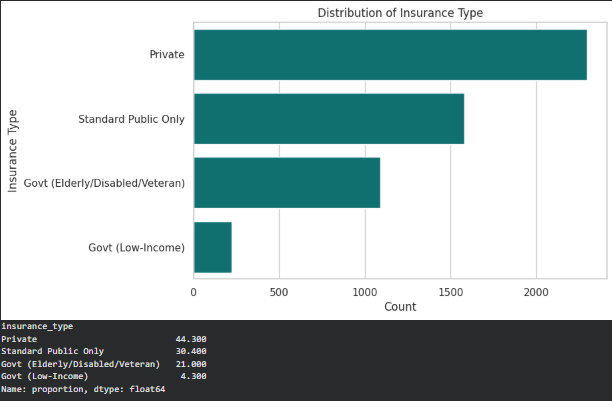 Distribution of Insurance Type
Insurance Type
Private
Standard Public Only
Govt (Elderly/Disabled/Veteran)
Govt (Low-Income)
0 500 1000 1500 2000
Count
insurance_type
Private 44.300
Standard Public Only 30.400
Govt (Elderly/Disabled/Veteran) 21.000
Govt (Low-Income) 4.300
Name: proportion, dtype: float64